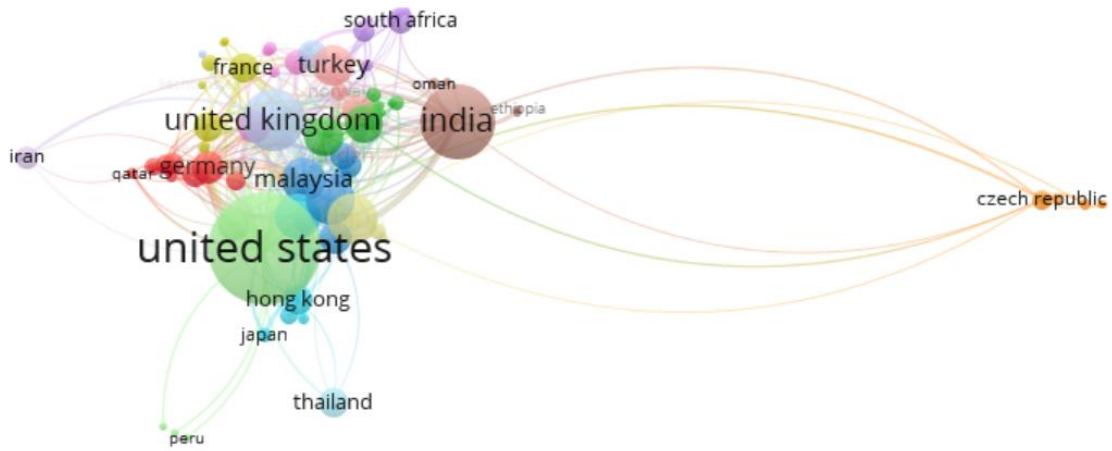 south africa
france
turkey
oman
norway
ethiopia
united kingdom
india
iran
qatar
germany
malaysia
czech republic
united states
hong kong
japan
thailand
peru